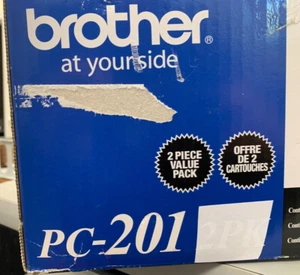 brother®
at your side
2 PIECE
VALUE
PACK
OFFRE
DE 2
CARTOUCHES
PC-201 2PK